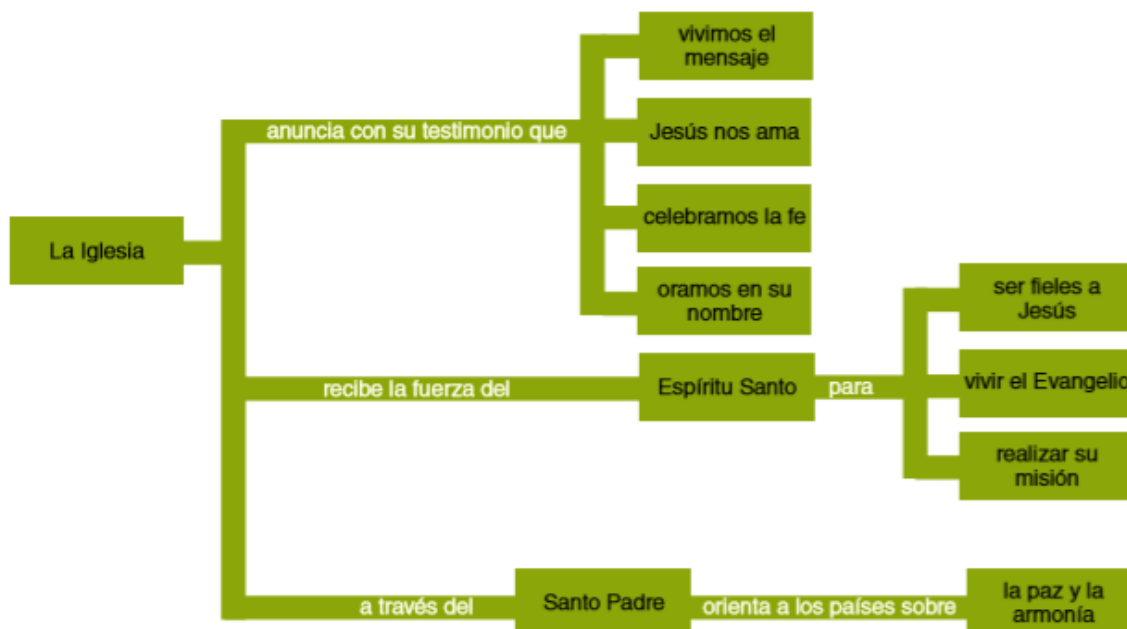 La Iglesia
anuncia con su testimonio que
vivimos el
mensaje
Jesús nos ama
celebramos la fe
oramos en su
nombre
recibe la fuerza del
Espíritu Santo
para
ser fieles a
Jesús
vivir el Evangelio
realizar su
misión
a través del
Santo Padre
orienta a los países sobre
la paz y la
armonía